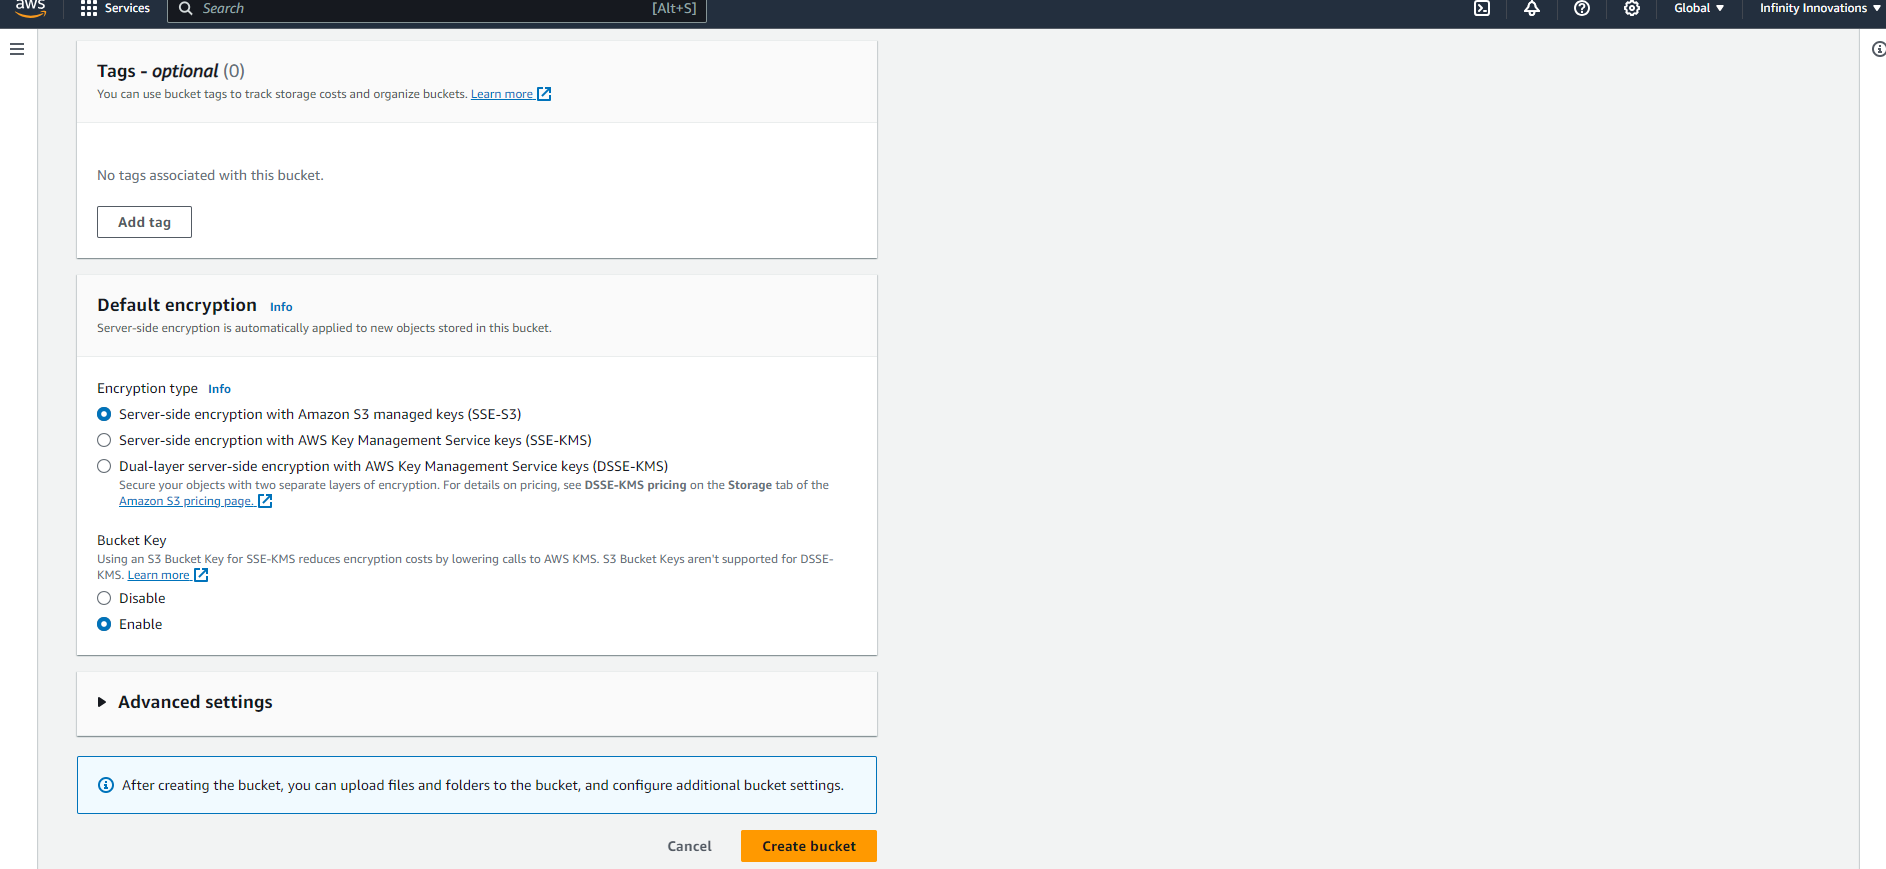 aws
Services
Search
[Alt+S]
Global
Infinity Innovations
Tags - optional (0)
You can use bucket tags to track storage costs and organize buckets. Learn more
No tags associated with this bucket.
Add tag
Default encryption Info
Server-side encryption is automatically applied to new objects stored in this bucket.
Encryption type Info
Server-side encryption with Amazon S3 managed keys (SSE-S3)
Server-side encryption with AWS Key Management Service keys (SSE-KMS)
Dual-layer server-side encryption with AWS Key Management Service keys (DSSE-KMS)
Secure your objects with two separate layers of encryption. For details on pricing, see DSSE-KMS pricing on the Storage tab of the
Amazon S3 pricing page.
Bucket Key
Using an S3 Bucket Key for SSE-KMS reduces encryption costs by lowering calls to AWS KMS. S3 Bucket Keys aren't supported for DSSE-
KMS. Learn more
Disable
Enable
Advanced settings
After creating the bucket, you can upload files and folders to the bucket, and configure additional bucket settings.
Cancel
Create bucket